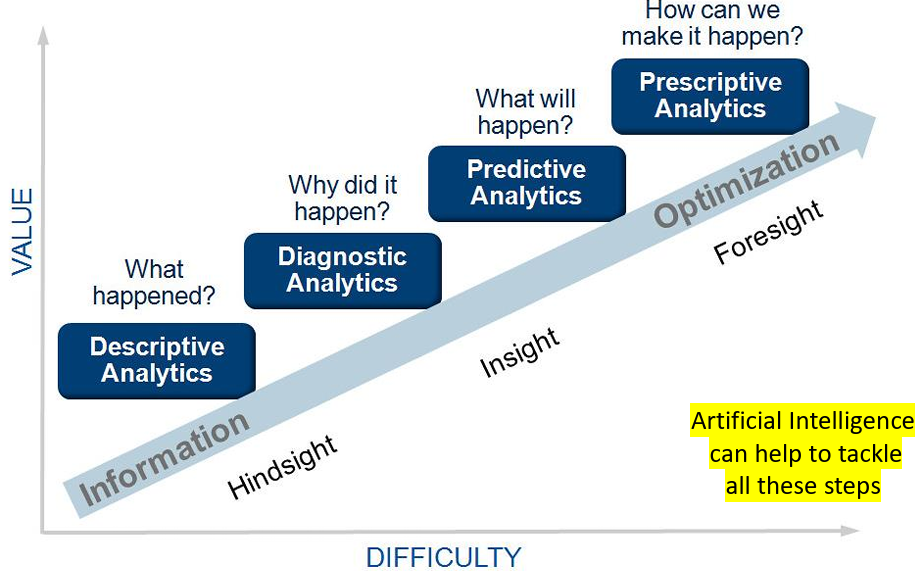 How can we
make it happen?
Prescriptive
Analytics
What will
happen?
Predictive
Analytics
Why did it
happen?
Diagnostic
Analytics
What
happened?
Descriptive
Analytics
VALUE
Information
Optimization
Hindsight
Insight
Foresight
Artificial Intelligence
can help to tackle
all these steps
DIFFICULTY